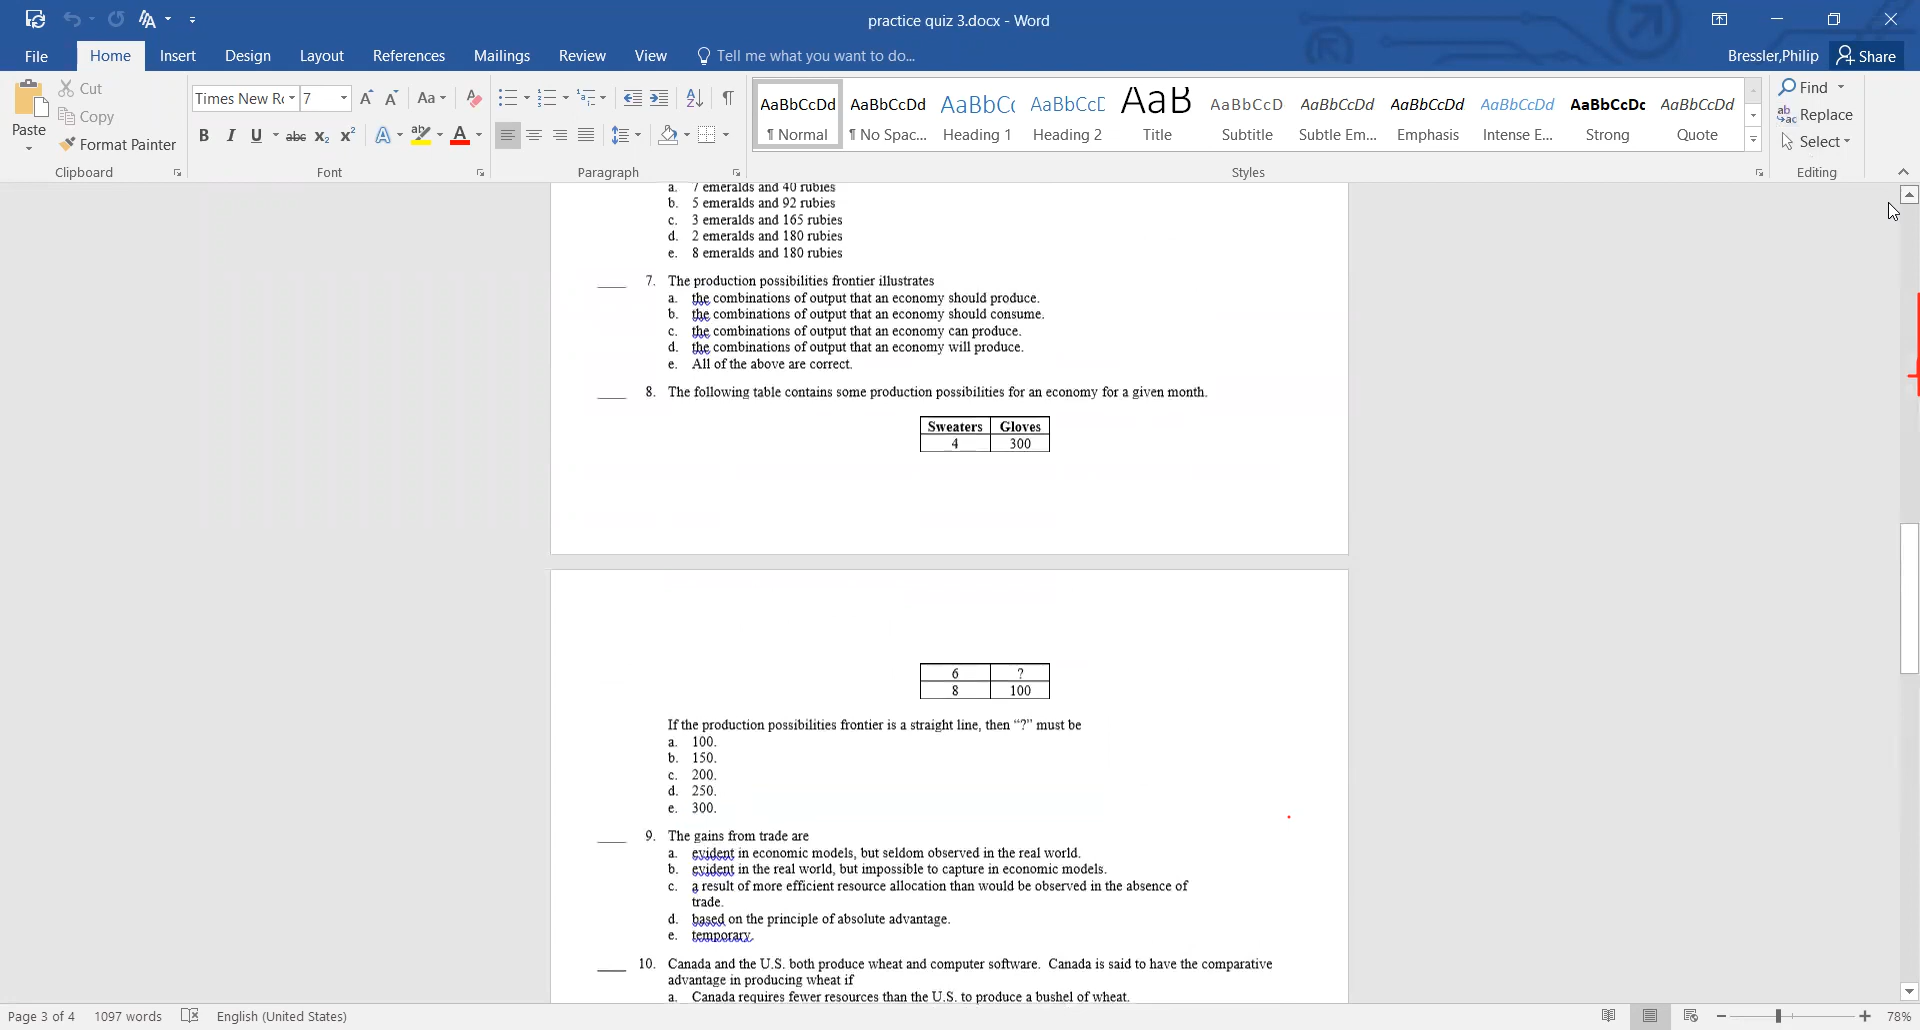 practice quiz 3.docx - Word
File Home Insert Design Layout References Mailings Review View Tell me what you want to do... Bressler,Philip Share
Paste Cut Copy Format Painter
Clipboard
Times New R 7 Aa
B I U abc X₂ X² A A
Font
Paragraph
AaBbCcDd AaBbCcDd AaBbCc AaBbCcD AaB AaBbCcD AaBbCcDd AaBbCcDd AaBbCcDd AaBbCcDc AaBbCcDd
¶ Normal ¶ No Spac... Heading 1 Heading 2 Title Subtitle Subtle Em... Emphasis Intense E... Strong Quote
Styles
Find
Replace
Select
Editing
a. 7 emeralds and 40 rubies
b. 5 emeralds and 92 rubies
c. 3 emeralds and 165 rubies
d. 2 emeralds and 180 rubies
e. 8 emeralds and 180 rubies
____ 7. The production possibilities frontier illustrates
a. the combinations of output that an economy should produce.
b. the combinations of output that an economy should consume.
c. the combinations of output that an economy can produce.
d. the combinations of output that an economy will produce.
e. All of the above are correct.
____ 8. The following table contains some production possibilities for an economy for a given month.
Sweaters Gloves
4 300
6 ?
8 100
If the production possibilities frontier is a straight line, then “?” must be
a. 100.
b. 150.
c. 200.
d. 250.
e. 300.
____ 9. The gains from trade are
a. evident in economic models, but seldom observed in the real world.
b. evident in the real world, but impossible to capture in economic models.
c. a result of more efficient resource allocation than would be observed in the absence of
trade.
d. based on the principle of absolute advantage.
e. temporary.
____ 10. Canada and the U.S. both produce wheat and computer software. Canada is said to have the comparative
advantage in producing wheat if
a. Canada requires fewer resources than the U.S. to produce a bushel of wheat.
Page 3 of 4 1097 words English (United States) 78%